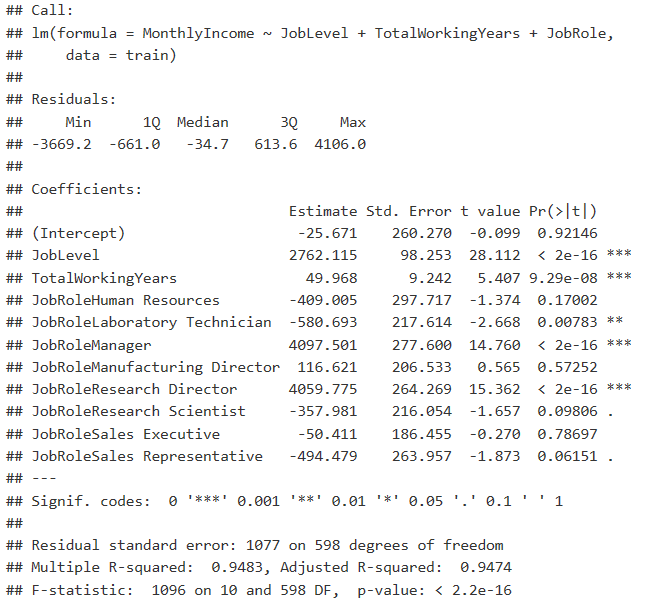 ## Call:
## lm(formula = MonthlyIncome ~ JobLevel + TotalWorkingYears + JobRole,
##     data = train)
##
## Residuals:
##     Min      1Q  Median      3Q     Max
## -3669.2  -661.0   -34.7   613.6  4106.0
##
## Coefficients:
##                               Estimate Std. Error t value Pr(>|t|)
## (Intercept)                    -25.671    260.270  -0.099  0.92146
## JobLevel                      2762.115     98.253  28.112  < 2e-16 ***
## TotalWorkingYears               49.968      9.242   5.407 9.29e-08 ***
## JobRoleHuman Resources        -409.005    297.717  -1.374  0.17002
## JobRoleLaboratory Technician  -580.693    217.614  -2.668  0.00783 **
## JobRoleManager                4097.501    277.600  14.760  < 2e-16 ***
## JobRoleManufacturing Director  116.621    206.533   0.565  0.57252
## JobRoleResearch Director      4059.775    264.269  15.362  < 2e-16 ***
## JobRoleResearch Scientist     -357.981    216.054  -1.657  0.09806 .
## JobRoleSales Executive         -50.411    186.455  -0.270  0.78697
## JobRoleSales Representative   -494.479    263.957  -1.873  0.06151 .
## ---
## Signif. codes:  0 '***' 0.001 '**' 0.01 '*' 0.05 '.' 0.1 ' ' 1
##
## Residual standard error: 1077 on 598 degrees of freedom
## Multiple R-squared:  0.9483, Adjusted R-squared:  0.9474
## F-statistic:  1096 on 10 and 598 DF,  p-value: < 2.2e-16